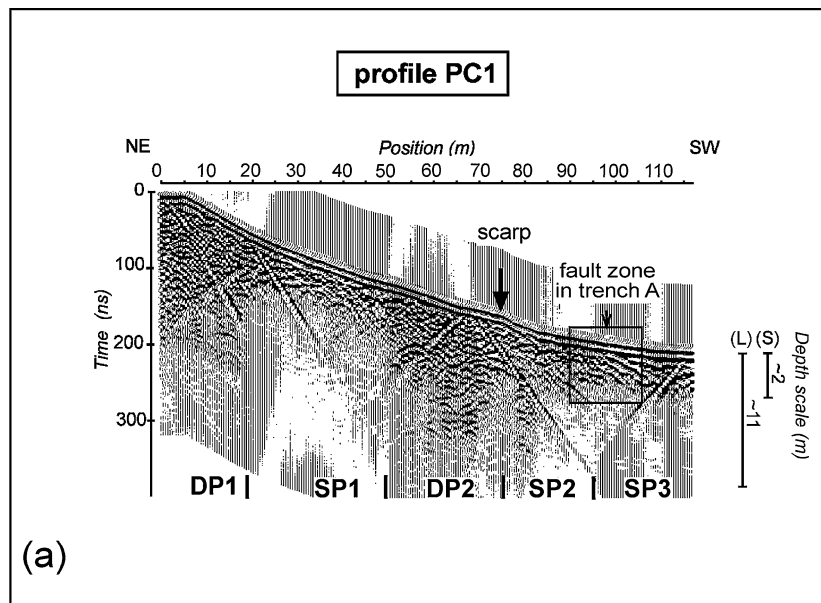 profile PC1
NE Position (m) SW
0 10 20 30 40 50 60 70 80 90 100 110
0
100
200
300
Time (ns)
scarp
fault zone
in trench A
(L) (S)
~2
~11
Depth scale (m)
DP1 SP1 DP2 SP2 SP3
(a)